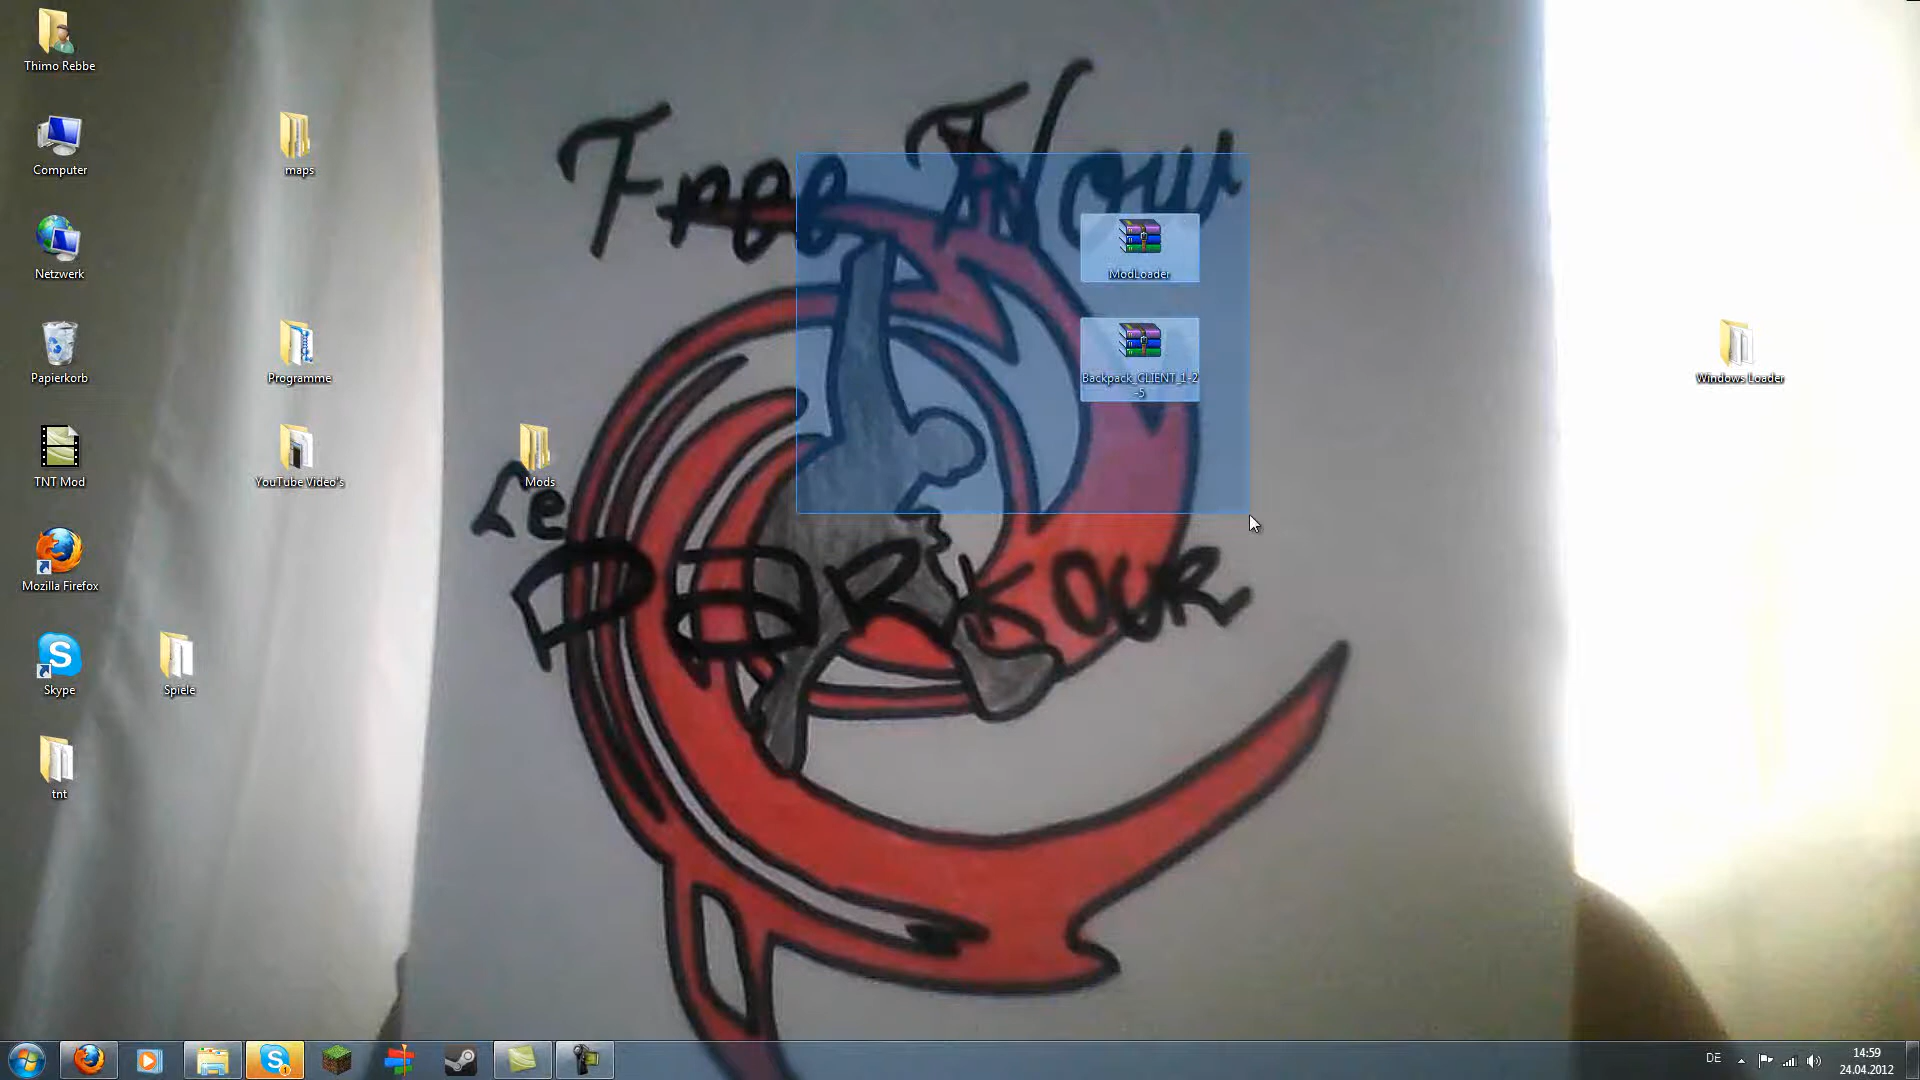 Thimo Rebbe
Computer
maps
Netzwerk
Papierkorb
Programme
TNT Mod
YouTube Video's
Mods
Mozilla Firefox
Skype
Spiele
tnt
Free Your
ModLoader
Backpack_CLIENT_1-2
-5
Windows Loader
Le
PARKOUR
DE
14:59
24.04.2012